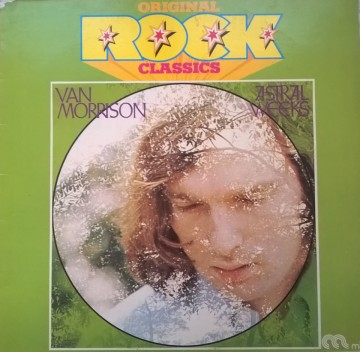 ORIGINAL
ROCK
CLASSICS
VAN
MORRISON
ASTRAL
WEEKS
m